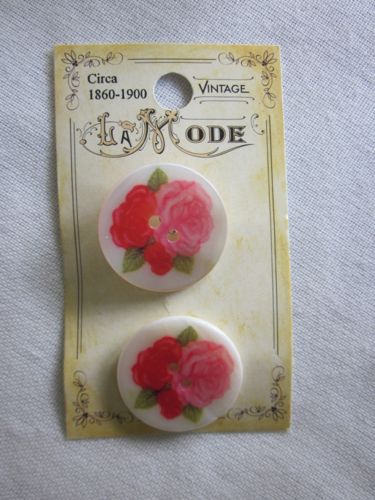 Circa
1860-1900
VINTAGE
LA MODE